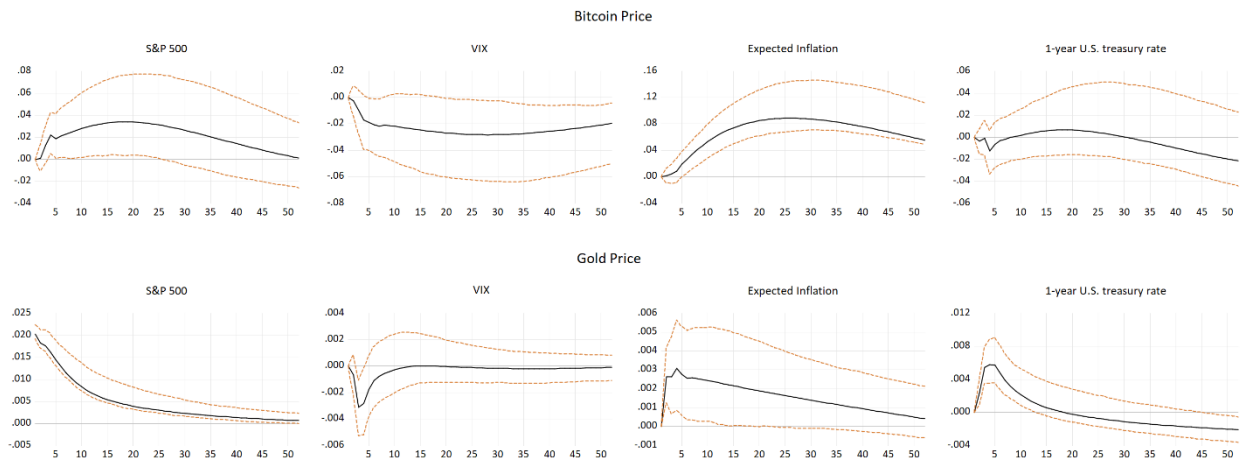 Bitcoin Price
S&P 500
VIX
Expected Inflation
1-year U.S. treasury rate
.08
.06
.04
.02
.00
-.02
-.04
5 10 15 20 25 30 35 40 45 50
.02
.00
-.02
-.04
-.06
-.08
5 10 15 20 25 30 35 40 45 50
.16
.12
.08
.04
.00
-.04
5 10 15 20 25 30 35 40 45 50
.06
.04
.02
.00
-.02
-.04
-.06
5 10 15 20 25 30 35 40 45 50
Gold Price
S&P 500
VIX
Expected Inflation
1-year U.S. treasury rate
.025
.020
.015
.010
.005
.000
-.005
5 10 15 20 25 30 35 40 45 50
.004
.002
.000
-.002
-.004
-.006
5 10 15 20 25 30 35 40 45 50
.006
.005
.004
.003
.002
.001
.000
-.001
5 10 15 20 25 30 35 40 45 50
.012
.008
.004
.000
-.004
5 10 15 20 25 30 35 40 45 50